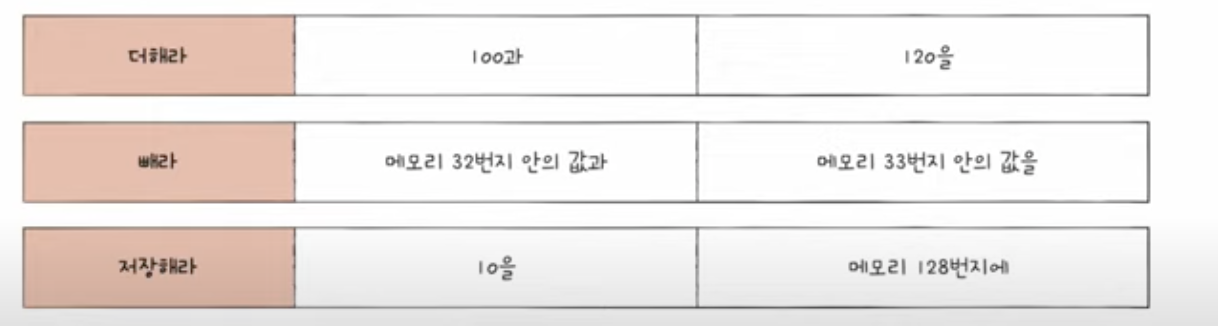 더해라 100과 120을
빼라 메모리 32번지 안의 값과 메모리 33번지 안의 값을
저장해라 10을 메모리 128번지에